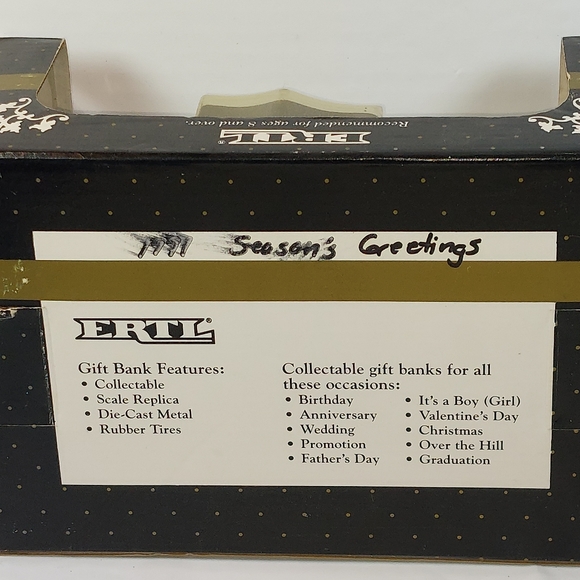 Recommended for ages 8 and over.
ERTL®
Season's Greetings
ERTL®
Gift Bank Features:
• Collectable
• Scale Replica
• Die-Cast Metal
• Rubber Tires
Collectable gift banks for all
these occasions:
• Birthday
• Anniversary
• Wedding
• Promotion
• Father's Day
• It's a Boy (Girl)
• Valentine's Day
• Christmas
• Over the Hill
• Graduation